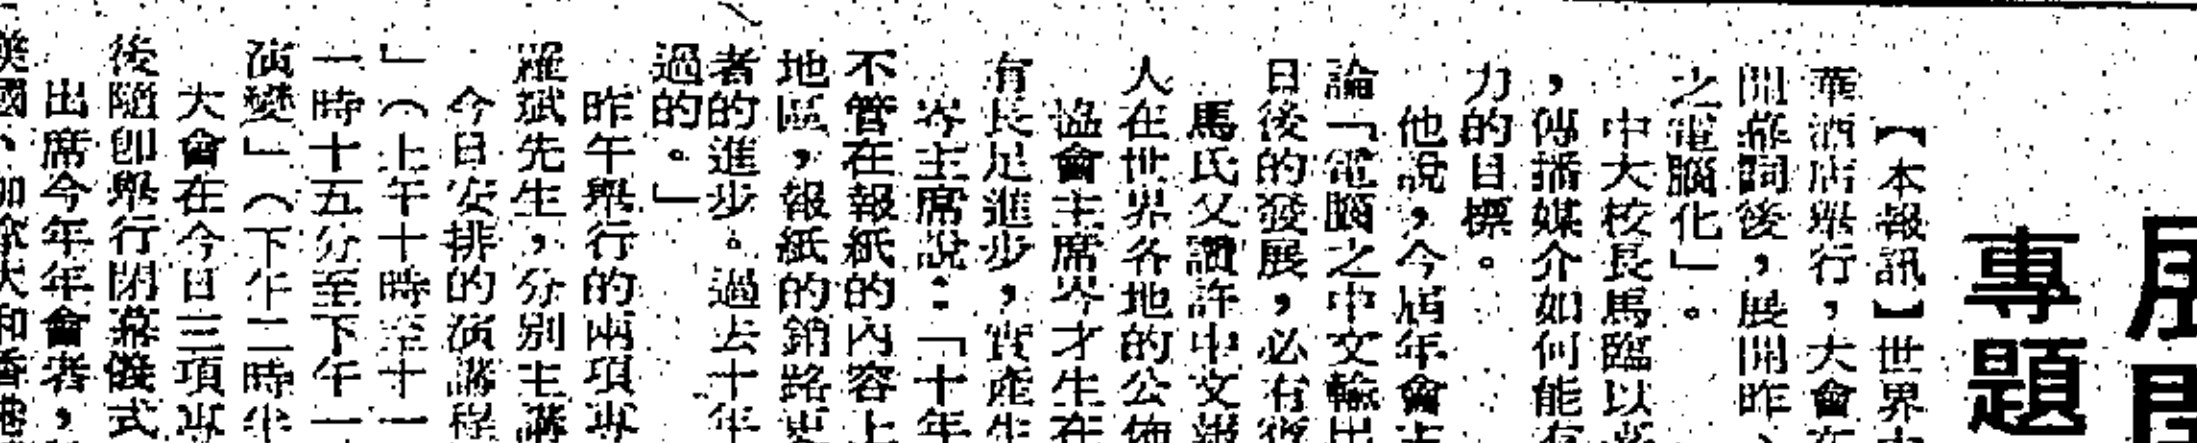 展開
專題
【本報訊】世界
華酒店舉行，大會在
開幕詞後，展開昨、
之電腦化」。
中大校長馬臨以
，傳播媒介如何能有
力的目標。
他說，今屆年會
論「電腦之中文輸出
日後的發展，必有
馬氏又讚許中文報
人在世界各地的公
協會主席岑才生在
有長足進步，實產生
岑主席說：「十年
不管在報紙的內容上
地區，報紙的銷路
者的進步。過去十年
過的。」
昨午舉行的兩項專
羅斌先生，分別主講
今日安排的演講程
」（上午十時至十一
一時十五分至下午一
演變」（下午二時半
大會在今日三項專
後隨即舉行閉幕儀式
出席今年年會者，
美國、加拿大和香港